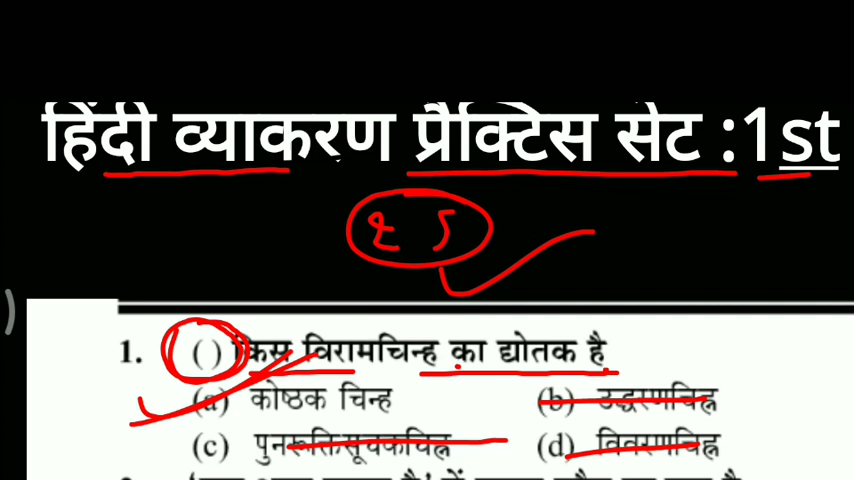 हिंदी व्याकरण प्रैक्टिस सेट :1st
1. ( ) किस विरामचिन्ह का द्योतक है
(a) कोष्ठक चिन्ह (b) उद्धरणचिह्न
(c) पुनरूक्तिसूचकचिह्न (d) विवरणचिह्न